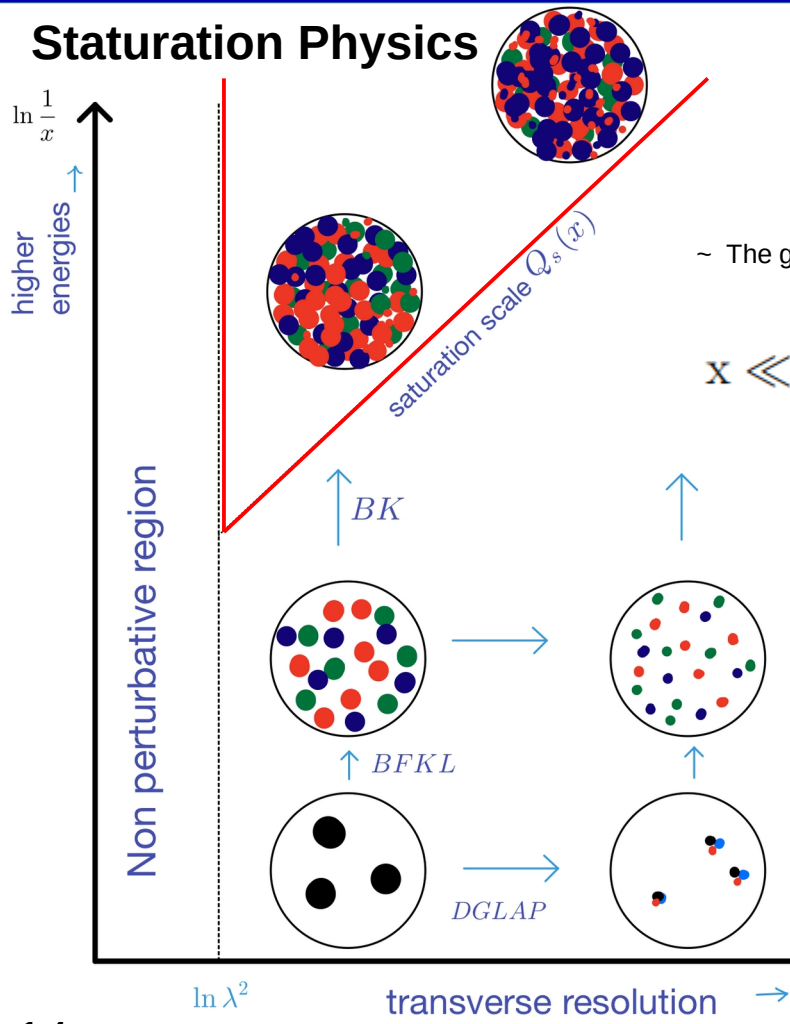 Staturation Physics
ln 1/x
higher
energies
saturation scale Q_s(x)
~ The g
x ≪
BK
Non perturbative region
BFKL
DGLAP
ln λ²
transverse resolution